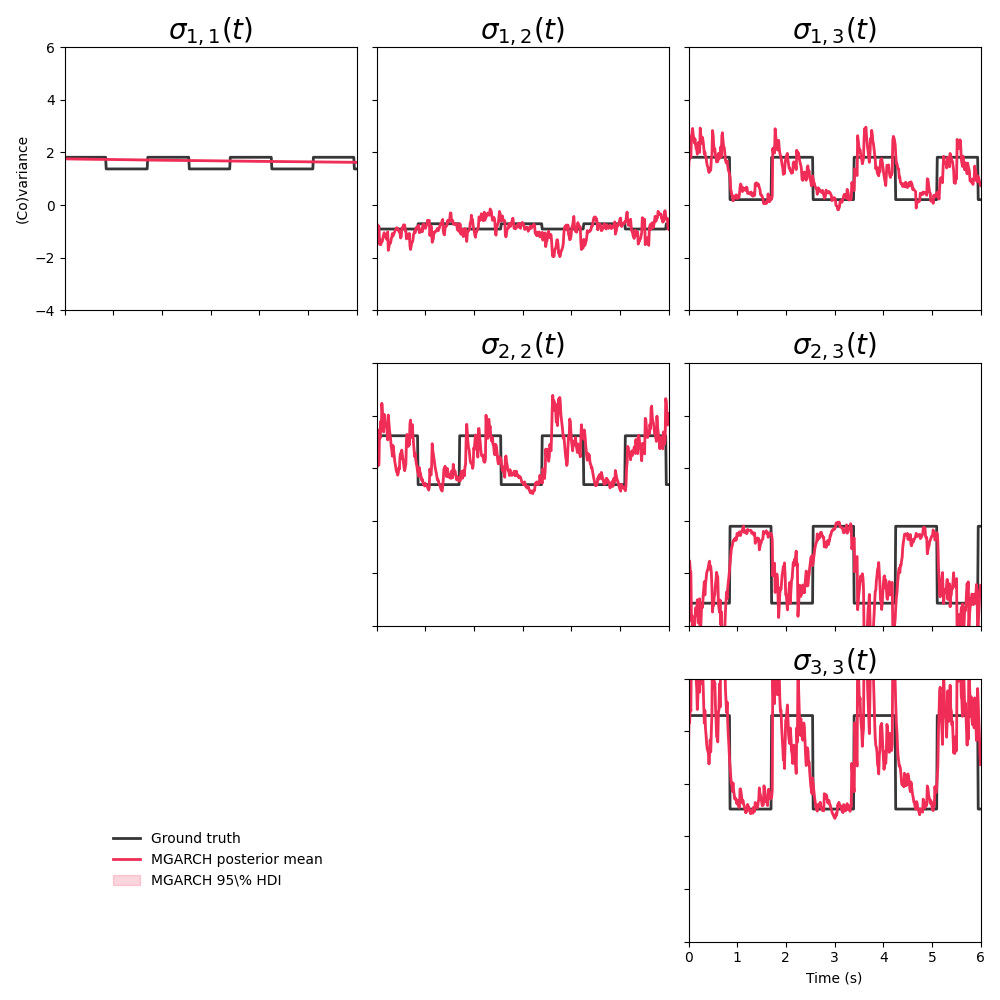 σ1,1(t)
σ1,2(t)
σ1,3(t)
6
4
2
0
−2
−4
(Co)variance
σ2,2(t)
σ2,3(t)
σ3,3(t)
Ground truth
MGARCH posterior mean
MGARCH 95\% HDI
0 1 2 3 4 5 6
Time (s)